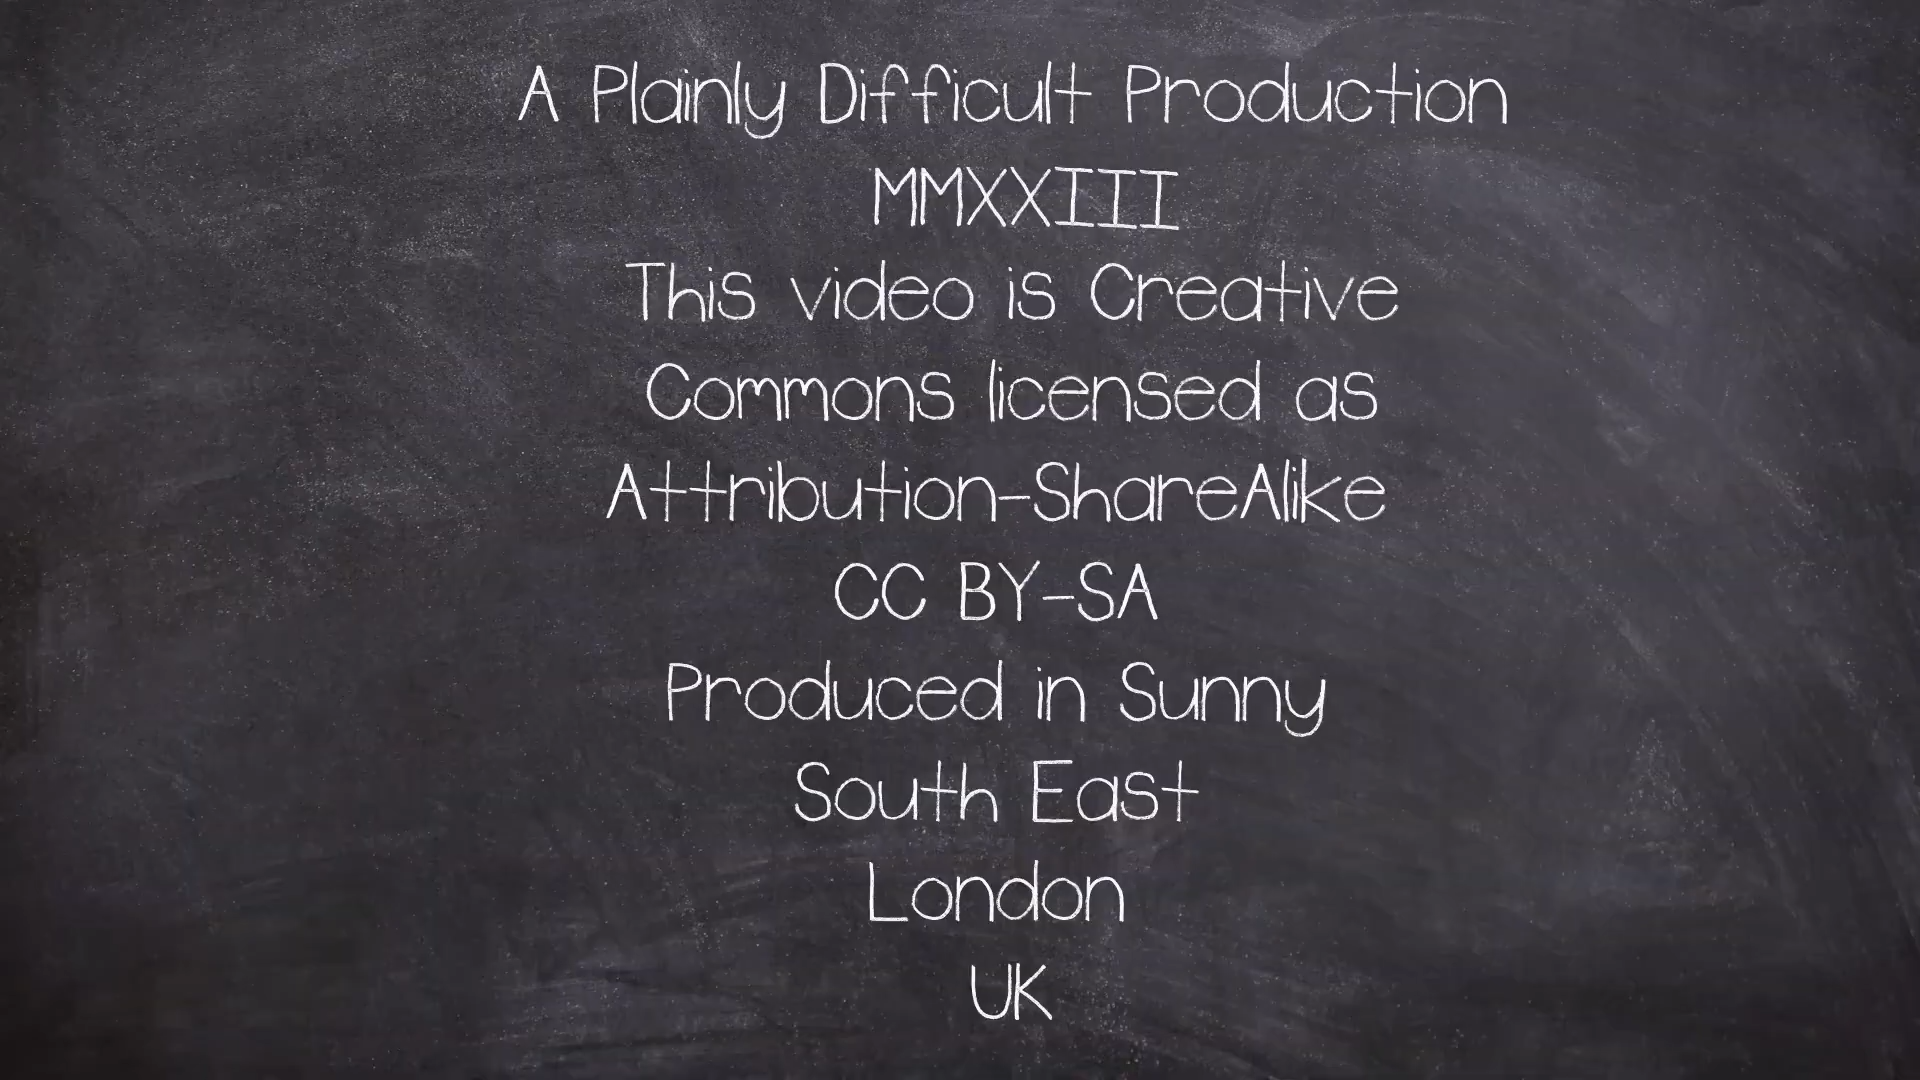 A Plainly Difficult Production
MMXXIII
This video is Creative
Commons licensed as
Attribution-ShareAlike
CC BY-SA
Produced in Sunny
South East
London
UK